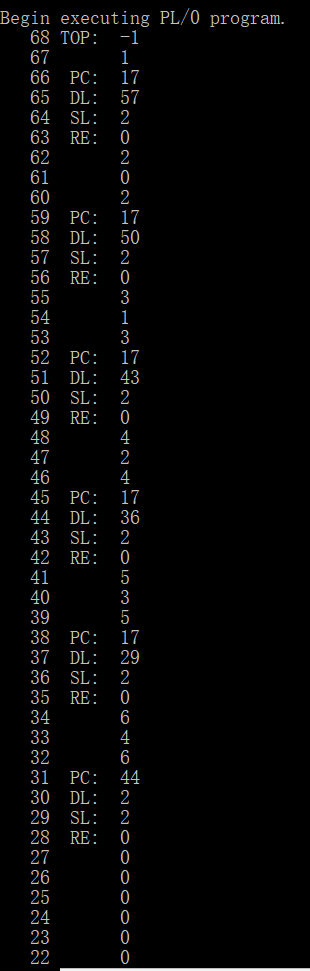 Begin executing PL/0 program.
68 TOP: -1
67 1
66 PC: 17
65 DL: 57
64 SL: 2
63 RE: 0
62 2
61 0
60 2
59 PC: 17
58 DL: 50
57 SL: 2
56 RE: 0
55 3
54 1
53 3
52 PC: 17
51 DL: 43
50 SL: 2
49 RE: 0
48 4
47 2
46 4
45 PC: 17
44 DL: 36
43 SL: 2
42 RE: 0
41 5
40 3
39 5
38 PC: 17
37 DL: 29
36 SL: 2
35 RE: 0
34 6
33 4
32 6
31 PC: 44
30 DL: 2
29 SL: 2
28 RE: 0
27 0
26 0
25 0
24 0
23 0
22 0